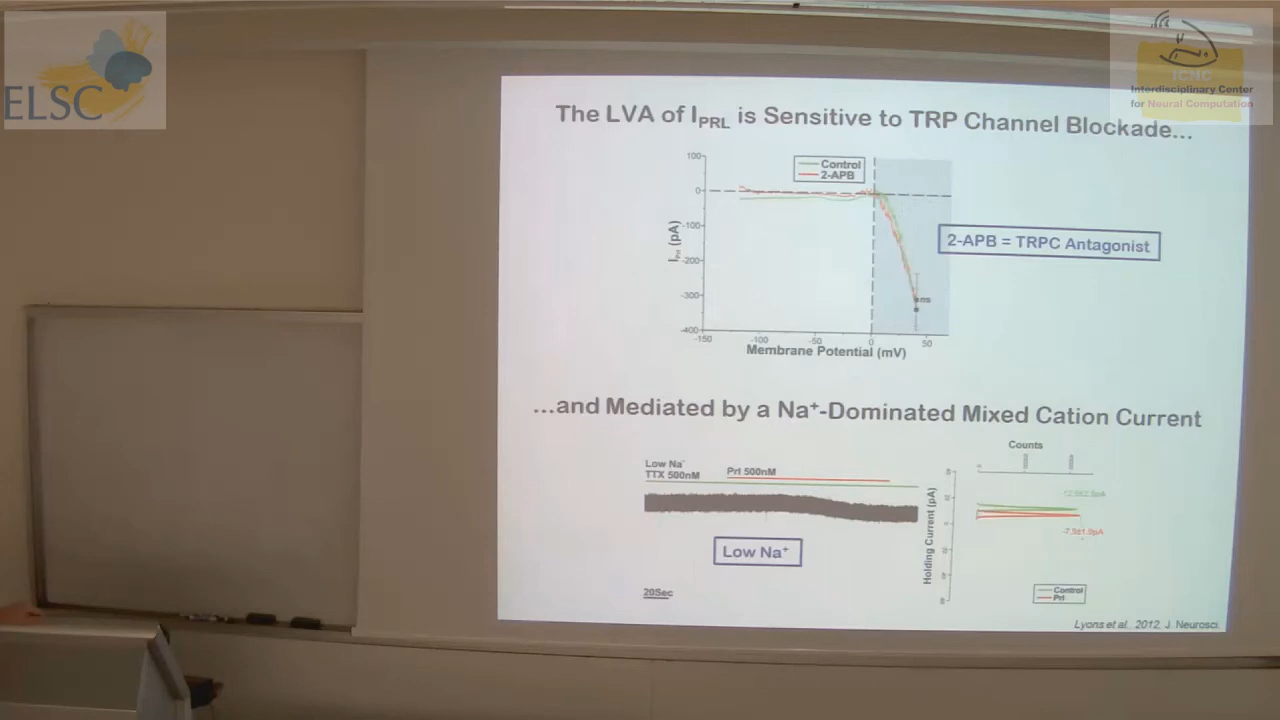 ELSC
ICNC
Interdisciplinary Center
for Neural Computation
The LVA of IPRL is Sensitive to TRP Channel Blockade...
100
0
-100
-200
-300
-400
Control
2-APB
ns
-150
-100
-50
0
50
Membrane Potential (mV)
2-APB = TRPC Antagonist
...and Mediated by a Na+-Dominated Mixed Cation Current
Low Na+
TTX 500nM
Prl 500nM
Low Na+
20Sec
Counts
Holding Current (pA)
Control
Prl
Lyons et al. 2012, J. Neurosci.